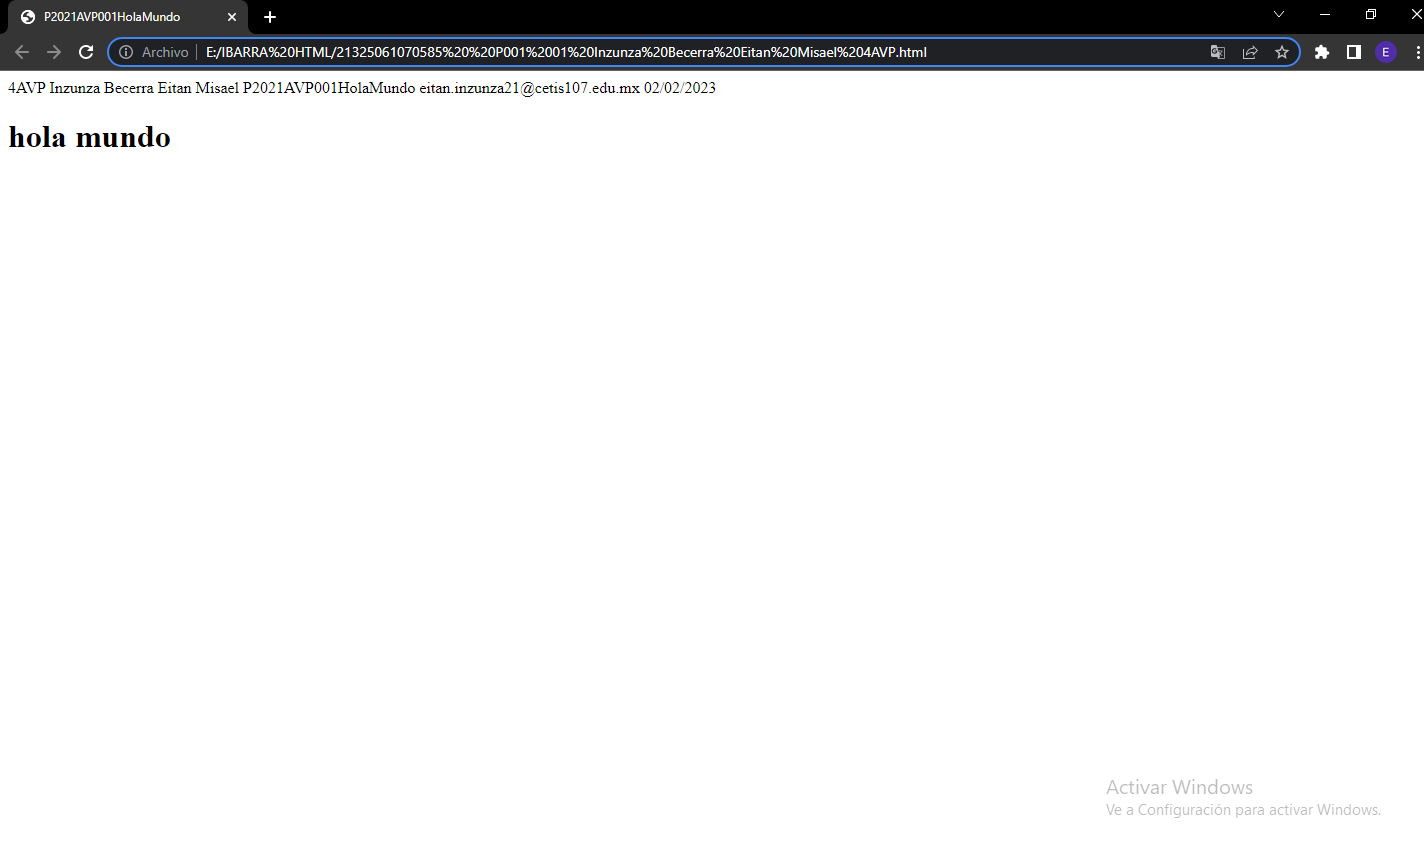 P2021AVP001HolaMundo
Archivo E:/IBARRA%20HTML/21325061070585%20%20P001%2001%20Inzunza%20Becerra%20Eitan%20Misael%204AVP.html E
4AVP Inzunza Becerra Eitan Misael P2021AVP001HolaMundo eitan.inzunza21@cetis107.edu.mx 02/02/2023
hola mundo
Activar Windows
Ve a Configuración para activar Windows.